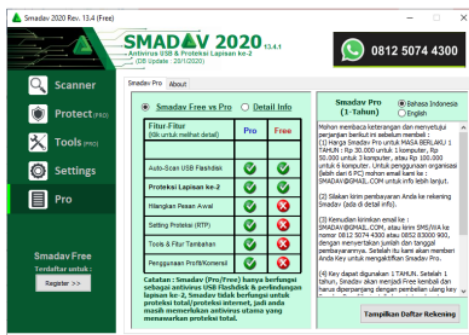 Smadav 2020 Rev. 13.4 (Free)
SMADAV 2020 13.4.1
Antivirus USB & Proteksi Lapisan ke-2
(DB Update : 28/1/2020)
0812 5074 4300
Scanner
Protect (PRO)
Tools (PRO)
Settings
Pro
Smadav Free
Terdaftar untuk :
Register >>
Smadav Pro
About
Smadav Free vs Pro
Detail Info
Fitur-Fitur
(Klik untuk melihat detail)
Pro
Free
Auto-Scan USB Flashdisk
Proteksi Lapisan ke-2
Hilangkan Pesan Awal
Setting Proteksi (RTP)
Tools & Fitur Tambahan
Penggunaan Profit/Komersil
Catatan : Smadav (Pro/Free) hanya berfungsi
sebagai antivirus USB Flashdisk & perlindungan
lapisan ke-2, Smadav tidak berfungsi untuk
proteksi total/proteksi internet, jadi anda
masih memerlukan antivirus utama yang
menawarkan proteksi total.
Smadav Pro
(1-Tahun)
Bahasa Indonesia
English
Mohon membaca keterangan dan menyetujui
perjanjian berikut ini sebelum membeli :
(1) Harga Smadav Pro untuk MASA BERLAKU 1
TAHUN : Rp 30.000 untuk 1 komputer, Rp
50.000 untuk 3 komputer, atau Rp 100.000
untuk 6 komputer. Untuk penggunaan organisasi
(lebih dari 6 PC) mohon email kami ke :
SMADAV@GMAIL.COM untuk info lebih lanjut.
(2) Silakan kirim pembayaran Anda ke rekening
Smadav (ada di detail info).
(3) Kemudian kirimkan email ke :
SMADAV@GMAIL.COM, atau kirim SMS/WA ke
nomor 0812 5074 4300 atau 0852 83000 900,
dengan menyertakan jumlah dan tanggal
pembayarannya. Setelah itu kami akan memberi
Anda Key untuk mengaktifkan Smadav Pro.
(4) Key dapat digunakan 1 TAHUN. Setelah 1
tahun, Smadav akan menjadi Free kembali dan
harus diperpanjang dengan pembelian ulang key
Tampilkan Daftar Rekening